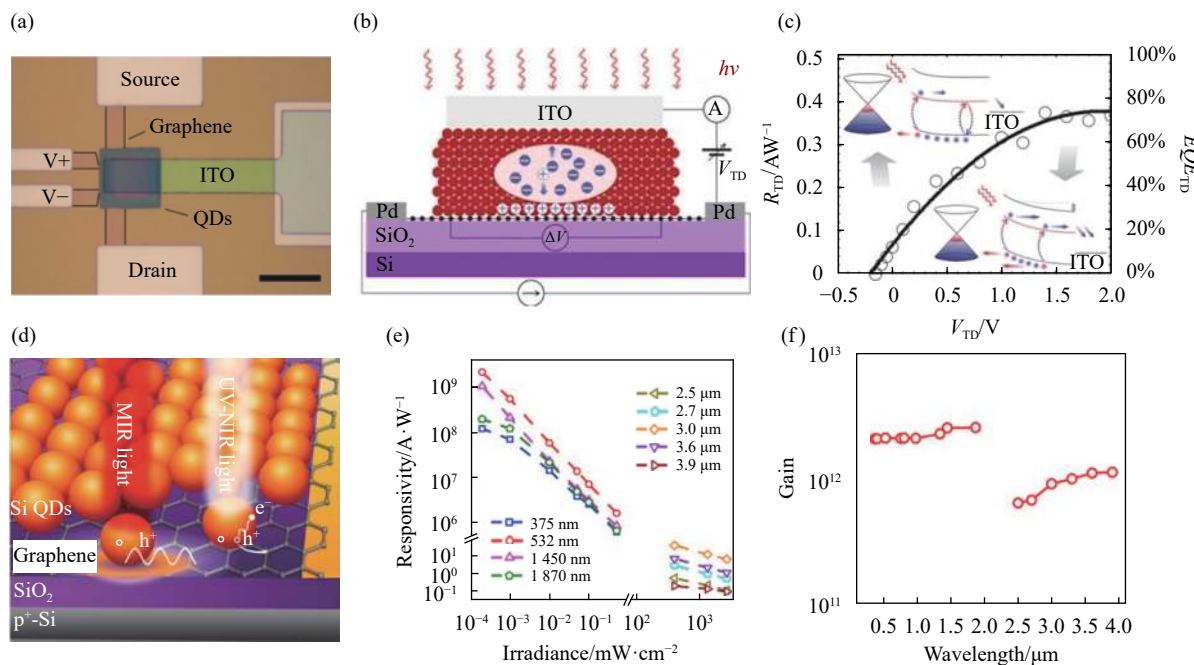 (a)
Source
Graphene
V+
V−
ITO
QDs
Drain
(b)
hν
ITO
A
V_TD
Pd
Pd
SiO₂
ΔV
Si
(c)
R_TD/AW⁻¹
0.5
0.4
0.3
0.2
0.1
0
100%
80%
60%
40%
20%
0%
EQE_TD
ITO
ITO
−0.5
0
0.5
1.0
1.5
2.0
V_TD/V
(d)
MIR light
UV-NIR light
Si QDs
e⁻
h⁺
h⁺
Graphene
SiO₂
p⁺-Si
(e)
Responsivity/A·W⁻¹
10⁹
10⁸
10⁷
10⁶
10¹
10⁰
10⁻¹
2.5 μm
2.7 μm
3.0 μm
3.6 μm
3.9 μm
375 nm
532 nm
1 450 nm
1 870 nm
10⁻⁴
10⁻³
10⁻²
10⁻¹
10⁰
10³
Irradiance/mW·cm⁻²
(f)
Gain
10¹³
10¹²
10¹¹
0.5
1.0
1.5
2.0
2.5
3.0
3.5
4.0
Wavelength/μm